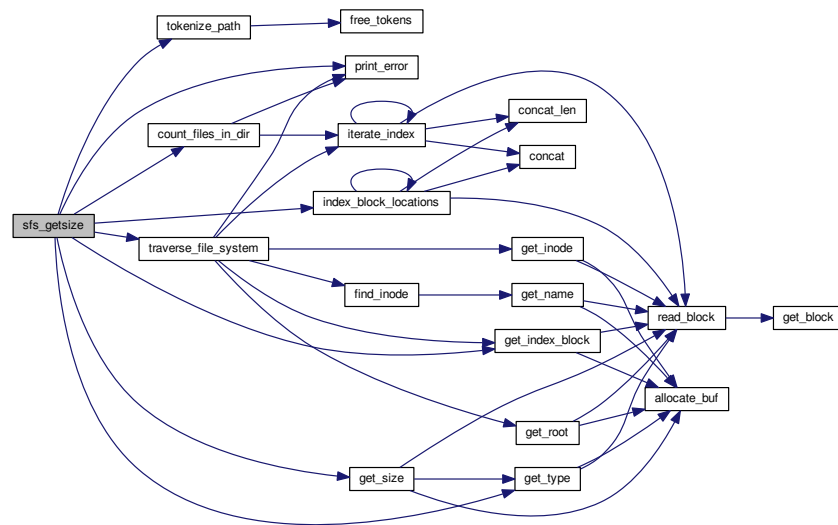 free_tokens
tokenize_path
print_error
concat_len
count_files_in_dir
iterate_index
concat
index_block_locations
sfs_getsize
traverse_file_system
get_inode
find_inode
get_name
read_block
get_block
get_index_block
allocate_buf
get_root
get_size
get_type